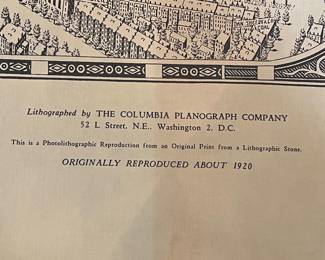 Lithographed by THE COLUMBIA PLANOGRAPH COMPANY
52 L Street, N.E., Washington 2, D.C.
This is a Photolithographic Reproduction from an Original Print from a Lithographic Stone.
ORIGINALLY REPRODUCED ABOUT 1920